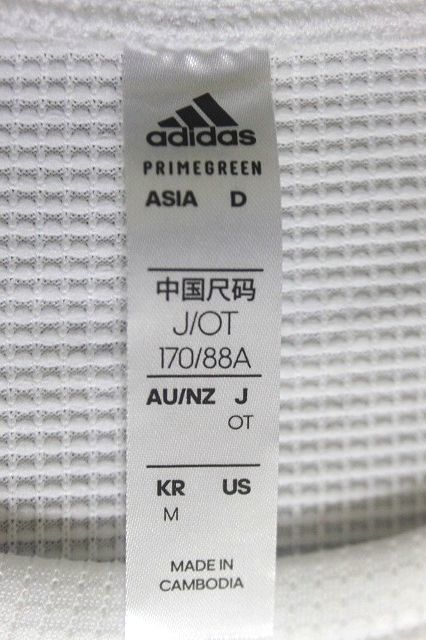 adidas
PRIMEGREEN
ASIA D
中国尺码
J/OT
170/88A
AU/NZ J
OT
KR US
M
MADE IN
CAMBODIA